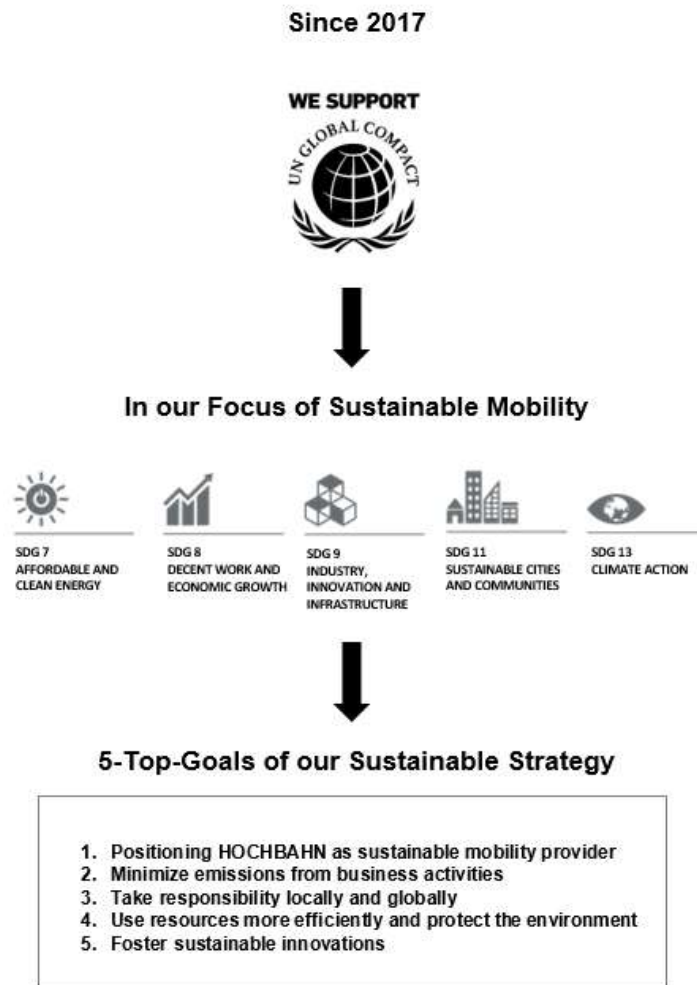 Since 2017
WE SUPPORT
UN GLOBAL COMPACT
In our Focus of Sustainable Mobility
SDG 7
AFFORDABLE AND
CLEAN ENERGY
SDG 8
DECENT WORK AND
ECONOMIC GROWTH
SDG 9
INDUSTRY,
INNOVATION AND
INFRASTRUCTURE
SDG 11
SUSTAINABLE CITIES
AND COMMUNITIES
SDG 13
CLIMATE ACTION
5-Top-Goals of our Sustainable Strategy
1. Positioning HOCHBAHN as sustainable mobility provider
2. Minimize emissions from business activities
3. Take responsibility locally and globally
4. Use resources more efficiently and protect the environment
5. Foster sustainable innovations